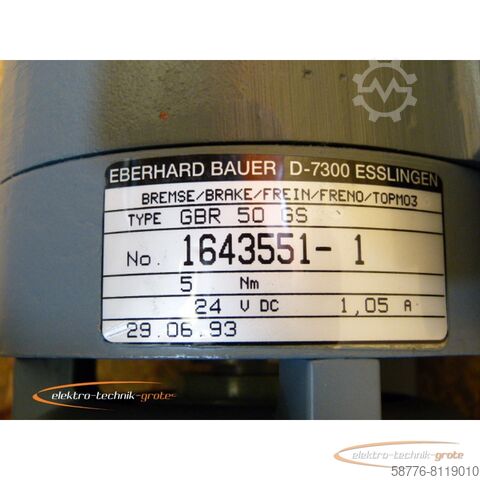 EBERHARD BAUER D-7300 ESSLINGEN
BREMSE/BRAKE/FREIN/FRENO/TOPMO3
TYPE GBR 50 GS
No. 1643551- 1
5 Nm
24 V DC 1,05 A
29.06.93
elektro-technik-grote
elektro-technik-grote
58776-8119010